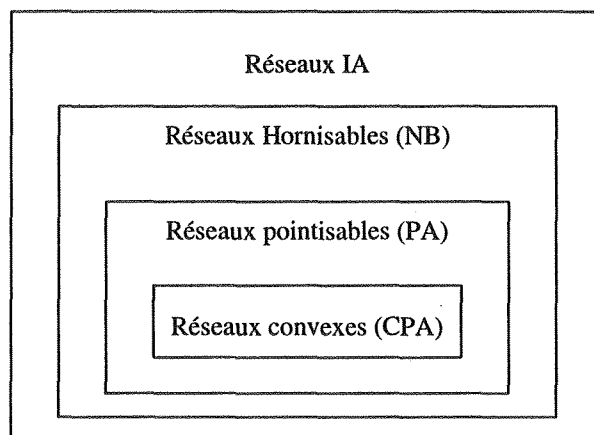 Réseaux IA
Réseaux Hornisables (NB)
Réseaux pointisables (PA)
Réseaux convexes (CPA)